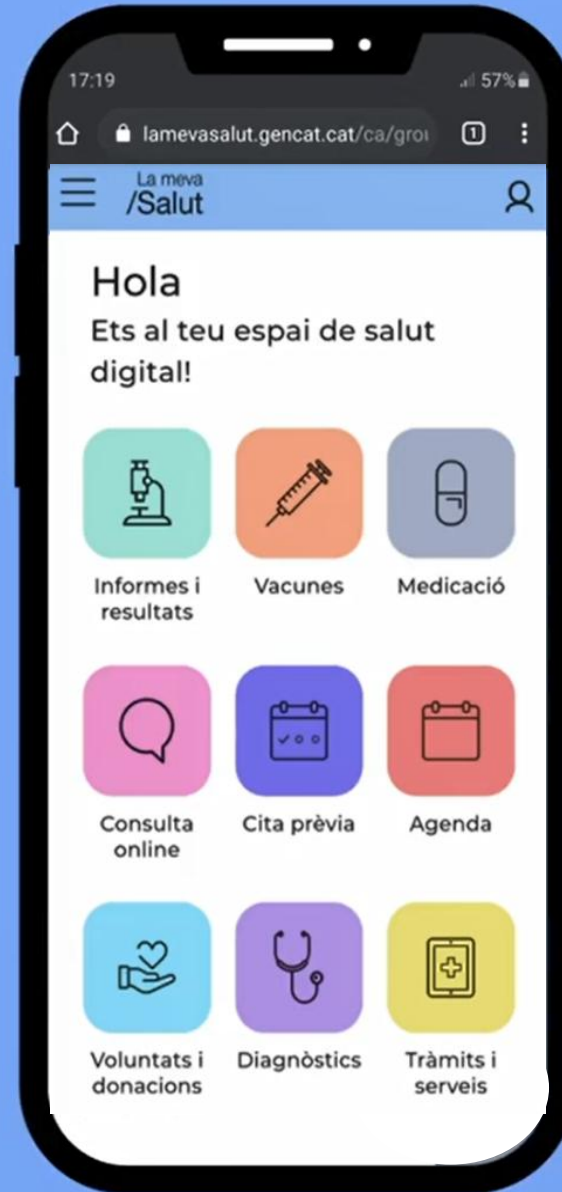 17:19
57%
lamevasalut.gencat.cat/ca/grou
1
La meva
/Salut
Hola
Ets al teu espai de salut
digital!
Informes i
resultats
Vacunes
Medicació
Consulta
online
Cita prèvia
Agenda
Voluntats i
donacions
Diagnòstics
Tràmits i
serveis